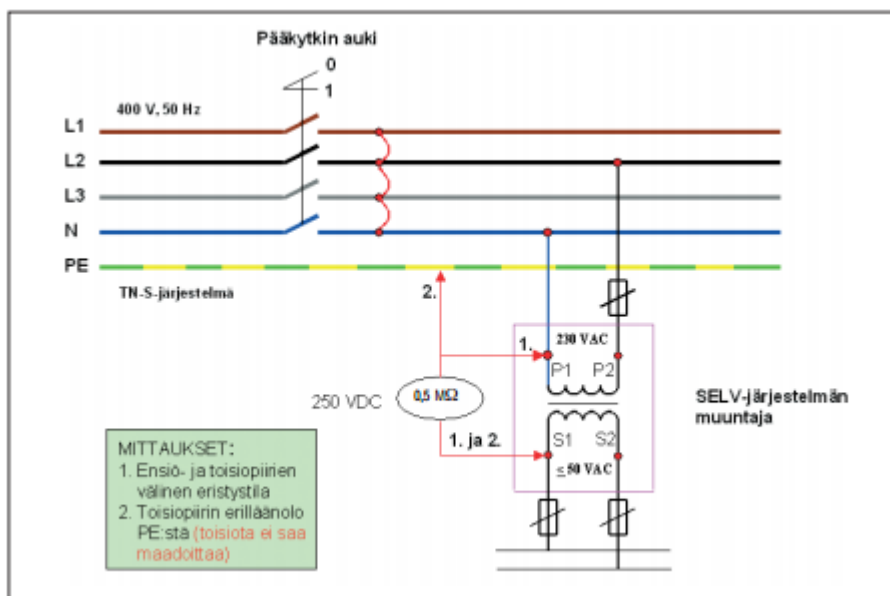 Pääkytkin auki
0
1
400 V, 50 Hz
L1
L2
L3
N
PE
TN-S-järjestelmä
2.
1.
230 VAC
P1 P2
250 VDC
0,5 MΩ
SELV-järjestelmän
muuntaja
1. ja 2.
S1 S2
≤ 50 VAC
MITTAUKSET:
1. Ensiö- ja toisiopiirien
välinen eristystila
2. Toisiopiirin erilläänolo
PE:stä (toisiota ei saa
maadoittaa)